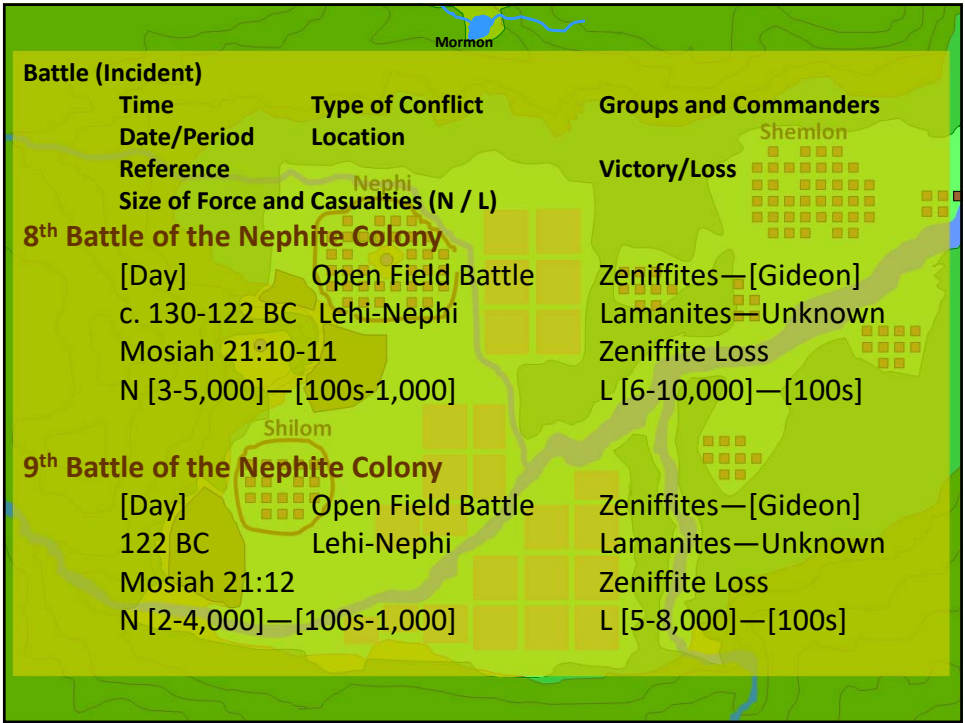 Mormon
Battle (Incident)
Time Type of Conflict Groups and Commanders
Shemlon
Date/Period Location
Reference Victory/Loss
Nephi
Size of Force and Casualties (N / L)
8th Battle of the Nephite Colony
[Day] Open Field Battle Zeniffites—[Gideon]
c. 130-122 BC Lehi-Nephi Lamanites—Unknown
Mosiah 21:10-11 Zeniffite Loss
N [3-5,000]—[100s-1,000] L [6-10,000]—[100s]
Shilom
9th Battle of the Nephite Colony
[Day] Open Field Battle Zeniffites—[Gideon]
122 BC Lehi-Nephi Lamanites—Unknown
Mosiah 21:12 Zeniffite Loss
N [2-4,000]—[100s-1,000] L [5-8,000]—[100s]